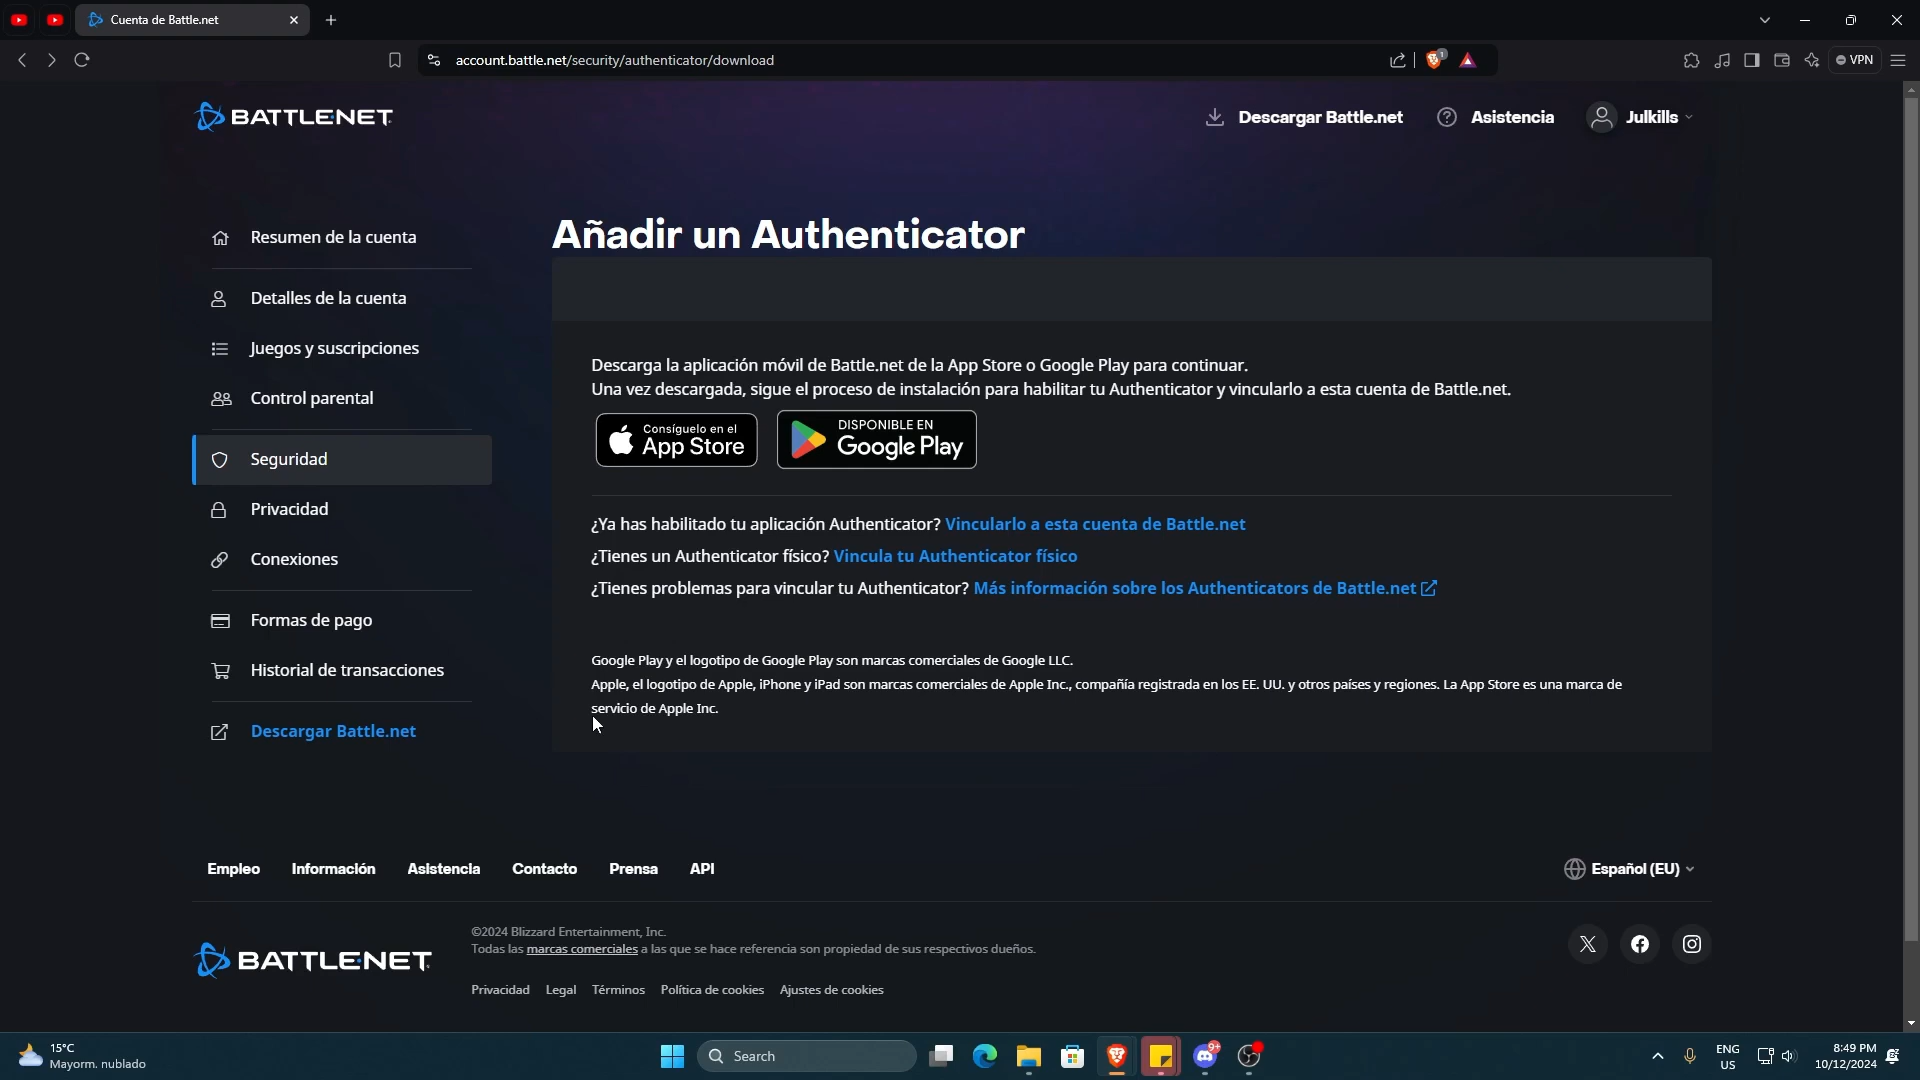 Cuenta de Battle.net
account.battle.net/security/authenticator/download
1
VPN
BATTLE.NET
Descargar Battle.net
Asistencia
Julkills
Resumen de la cuenta
Detalles de la cuenta
Juegos y suscripciones
Control parental
Seguridad
Privacidad
Conexiones
Formas de pago
Historial de transacciones
Descargar Battle.net
Añadir un Authenticator
Descarga la aplicación móvil de Battle.net de la App Store o Google Play para continuar.
Una vez descargada, sigue el proceso de instalación para habilitar tu Authenticator y vincularlo a esta cuenta de Battle.net.
Consíguelo en el
App Store
DISPONIBLE EN
Google Play
¿Ya has habilitado tu aplicación Authenticator? Vincularlo a esta cuenta de Battle.net
¿Tienes un Authenticator físico? Vincula tu Authenticator físico
¿Tienes problemas para vincular tu Authenticator? Más información sobre los Authenticators de Battle.net
Google Play y el logotipo de Google Play son marcas comerciales de Google LLC.
Apple, el logotipo de Apple, iPhone y iPad son marcas comerciales de Apple Inc., compañía registrada en los EE. UU. y otros países y regiones. La App Store es una marca de
servicio de Apple Inc.
Empleo Información Asistencia Contacto Prensa API
Español (EU)
BATTLE.NET
©2024 Blizzard Entertainment, Inc.
Todas las marcas comerciales a las que se hace referencia son propiedad de sus respectivos dueños.
Privacidad Legal Términos Política de cookies Ajustes de cookies
15°C
Mayorm. nublado
Search
9+
ENG
US
8:49 PM
10/12/2024